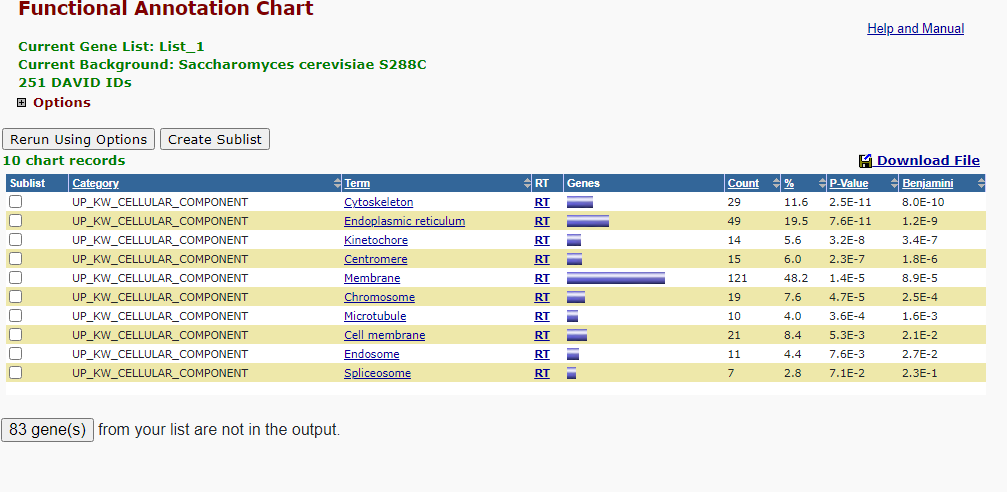 Functional Annotation Chart
Help and Manual
Current Gene List: List_1
Current Background: Saccharomyces cerevisiae S288C
251 DAVID IDs
Options
Rerun Using Options Create Sublist
10 chart records Download File
Sublist Category Term RT Genes Count % P-Value Benjamini
UP_KW_CELLULAR_COMPONENT Cytoskeleton RT 29 11.6 2.5E-11 8.0E-10
UP_KW_CELLULAR_COMPONENT Endoplasmic reticulum RT 49 19.5 7.6E-11 1.2E-9
UP_KW_CELLULAR_COMPONENT Kinetochore RT 14 5.6 3.2E-8 3.4E-7
UP_KW_CELLULAR_COMPONENT Centromere RT 15 6.0 2.3E-7 1.8E-6
UP_KW_CELLULAR_COMPONENT Membrane RT 121 48.2 1.4E-5 8.9E-5
UP_KW_CELLULAR_COMPONENT Chromosome RT 19 7.6 4.7E-5 2.5E-4
UP_KW_CELLULAR_COMPONENT Microtubule RT 10 4.0 3.6E-4 1.6E-3
UP_KW_CELLULAR_COMPONENT Cell membrane RT 21 8.4 5.3E-3 2.1E-2
UP_KW_CELLULAR_COMPONENT Endosome RT 11 4.4 7.6E-3 2.7E-2
UP_KW_CELLULAR_COMPONENT Spliceosome RT 7 2.8 7.1E-2 2.3E-1
83 gene(s) from your list are not in the output.